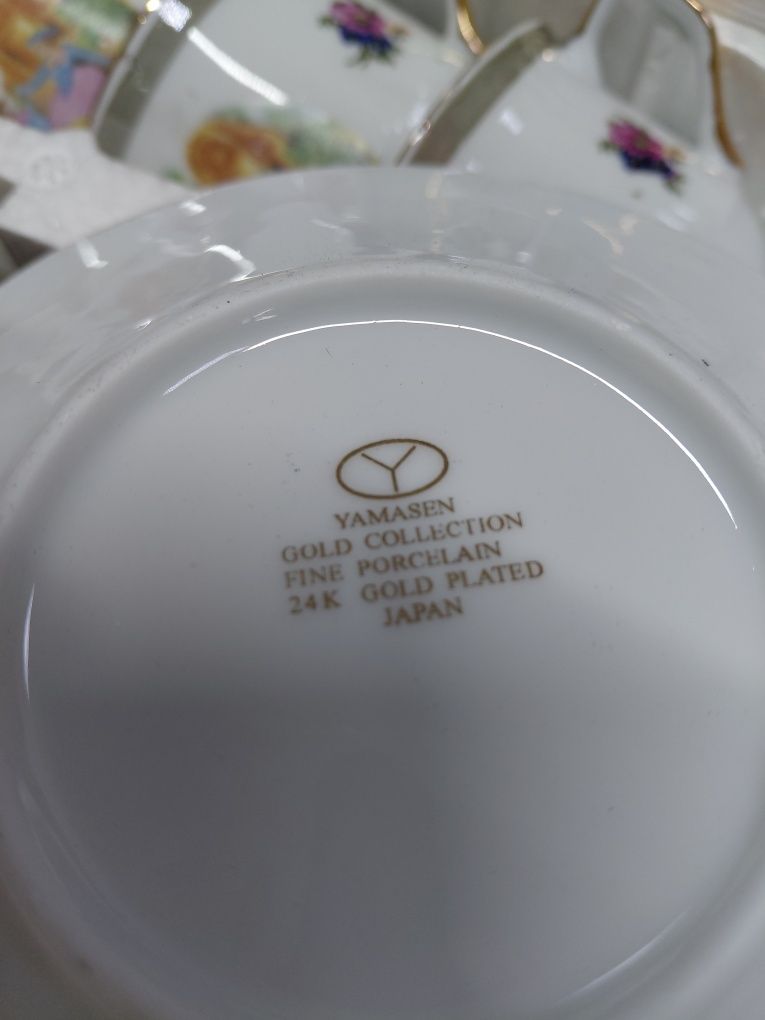 Y
YAMASEN
GOLD COLLECTION
FINE PORCELAIN
24K GOLD PLATED
JAPAN